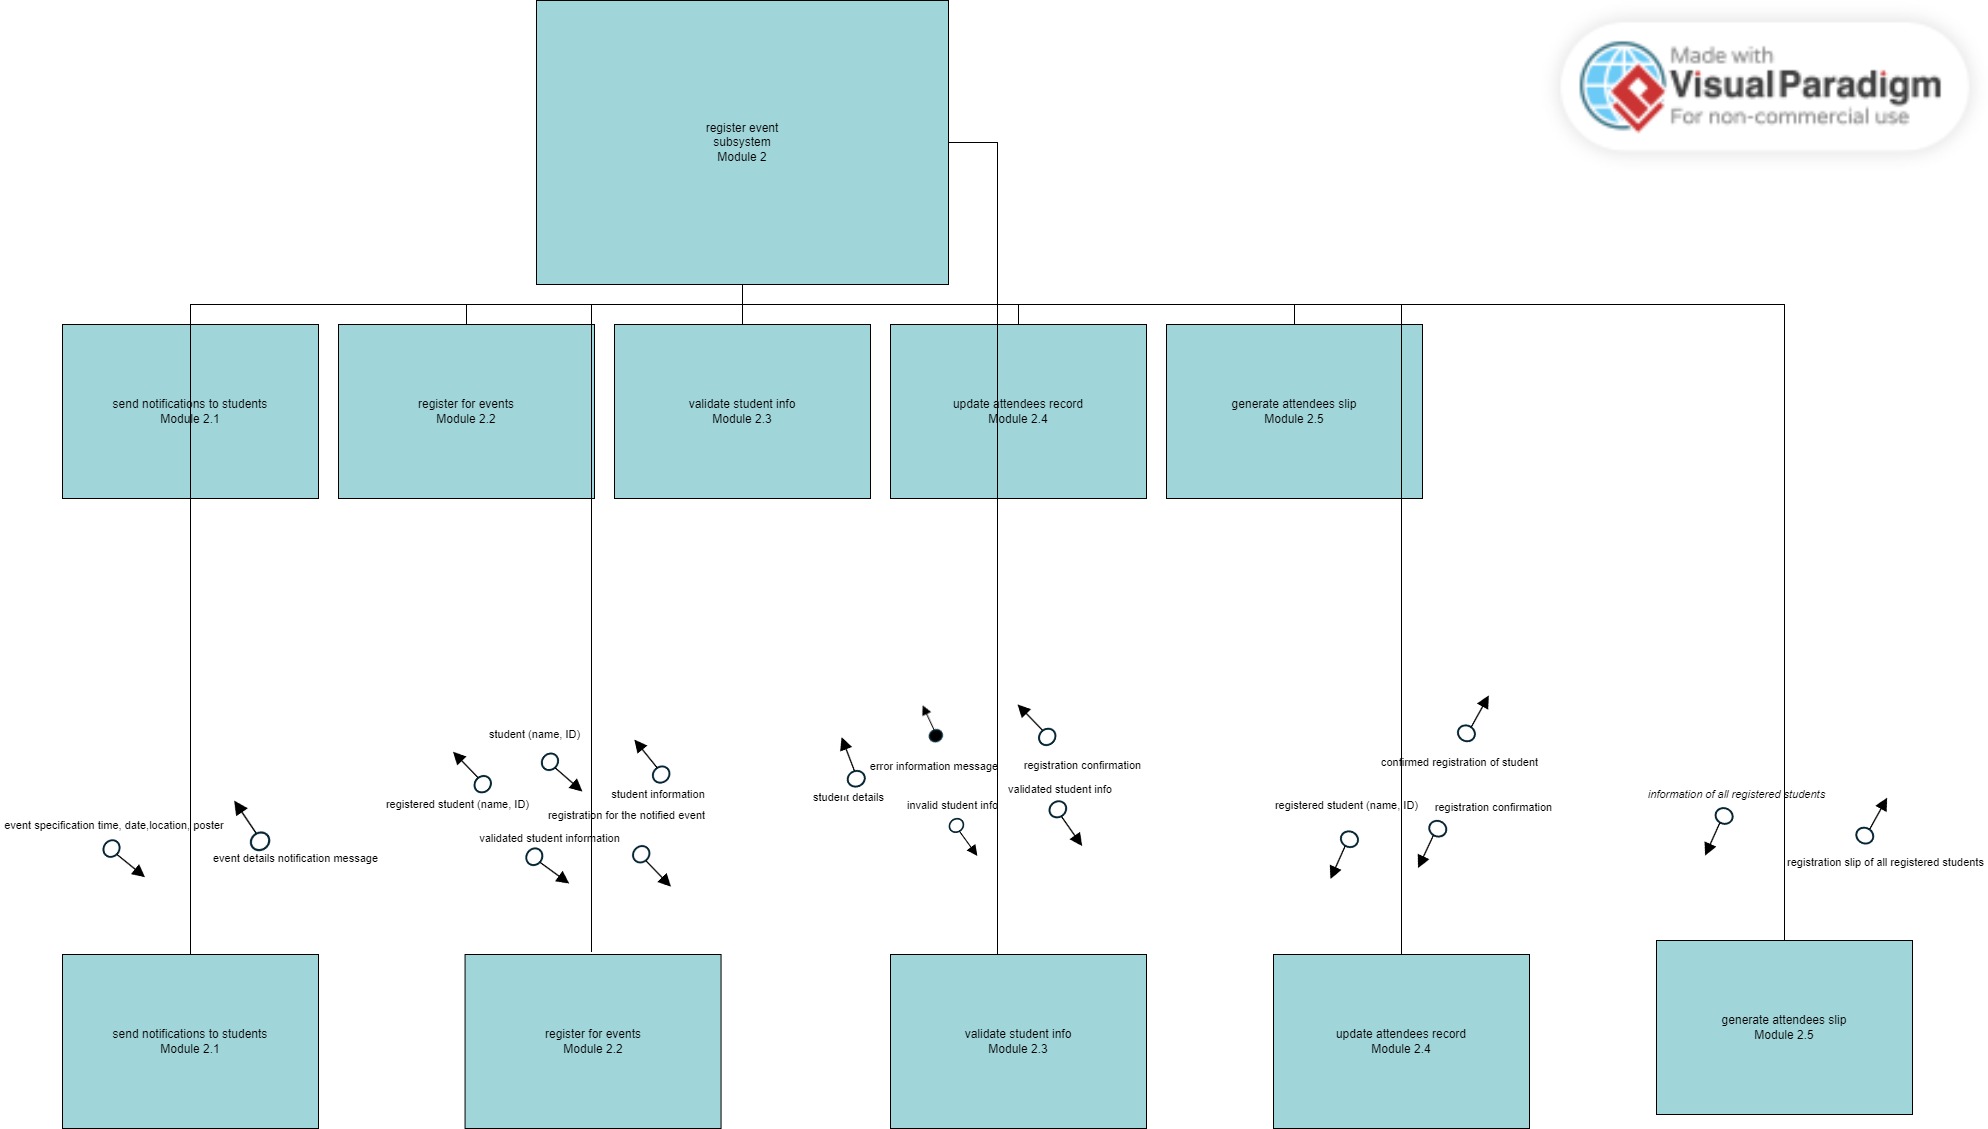 Made with
Visual Paradigm
For non-commercial use
register event
subsystem
Module 2
send notifications to students
Module 2.1
register for events
Module 2.2
validate student info
Module 2.3
update attendees record
Module 2.4
generate attendees slip
Module 2.5
student (name, ID)
registered student (name, ID)
student information
registration for the notified event
validated student information
event specification time, date,location, poster
event details notification message
student details
error information message
registration confirmation
invalid student info
validated student info
confirmed registration of student
registered student (name, ID)
registration confirmation
information of all registered students
registration slip of all registered students
send notifications to students
Module 2.1
register for events
Module 2.2
validate student info
Module 2.3
update attendees record
Module 2.4
generate attendees slip
Module 2.5